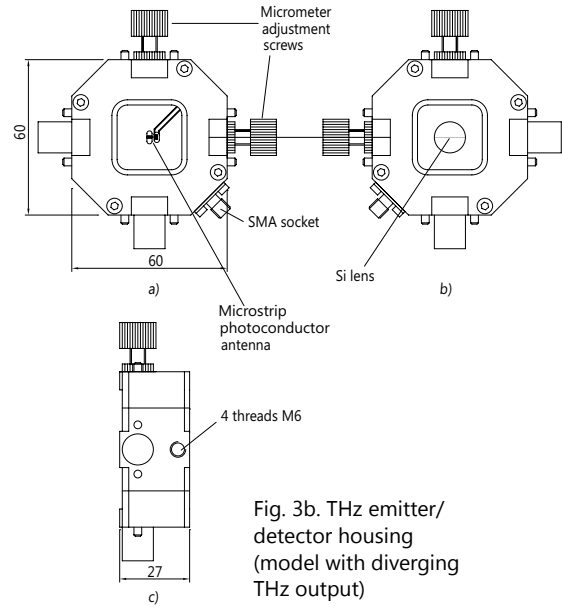 Micrometer
adjustment
screws
60
SMA socket
60
Si lens
a)
b)
Microstrip
photoconductor
antenna
4 threads M6
Fig. 3b. THz emitter/
detector housing
(model with diverging
THz output)
27
c)